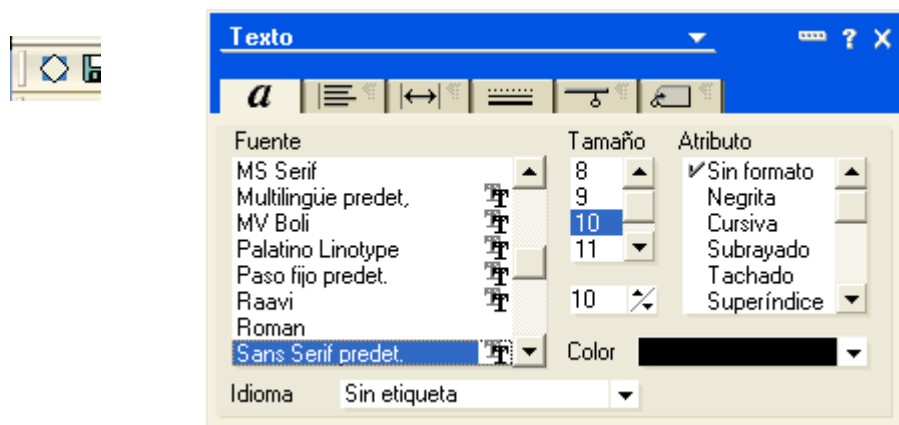 Texto
?
X
a
Fuente
Tamaño
Atributo
MS Serif
Multilingüe predet,
MV Boli
Palatino Linotype
Paso fijo predet.
Raavi
Roman
Sans Serif predet.
8
9
10
11
10
Sin formato
Negrita
Cursiva
Subrayado
Tachado
Superíndice
Color
Idioma
Sin etiqueta